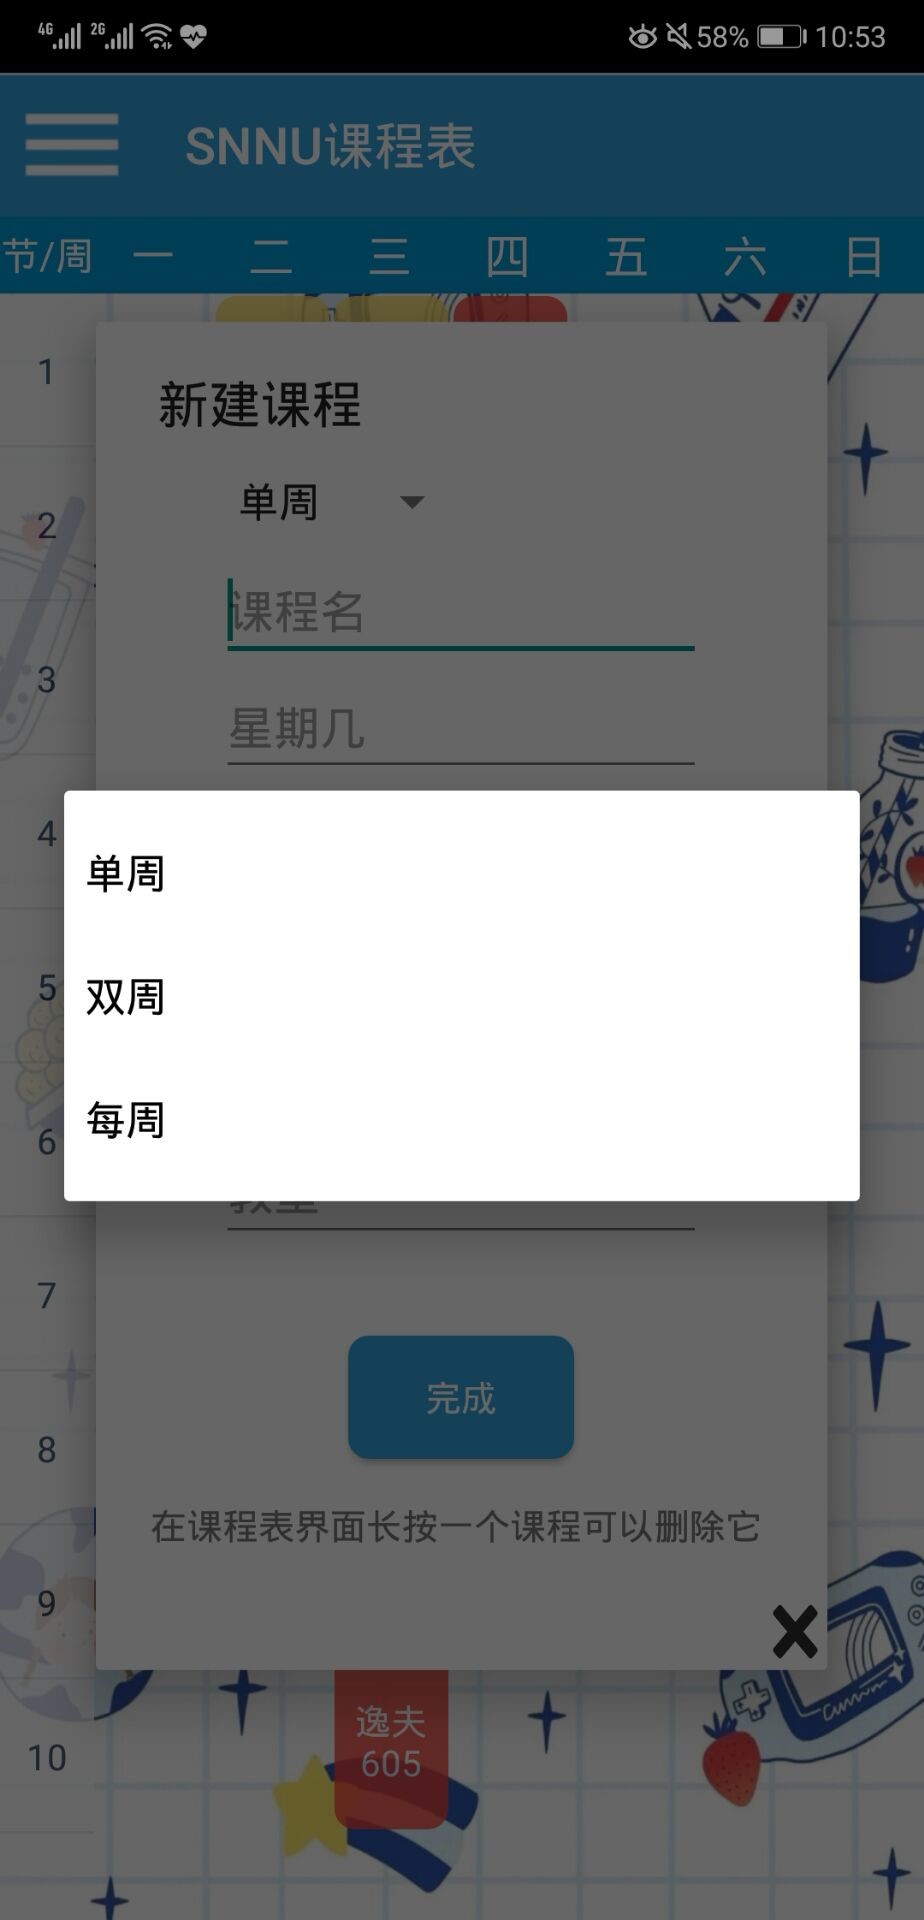 4G 2G 58% 10:53
SNNU课程表
节/周 一 二 三 四 五 六 日
1
新建课程
单周
2
课程名
3
星期几
4
单周
5
双周
每周
6
教室
7
完成
8
在课程表界面长按一个课程可以删除它
9
逸夫
605
10